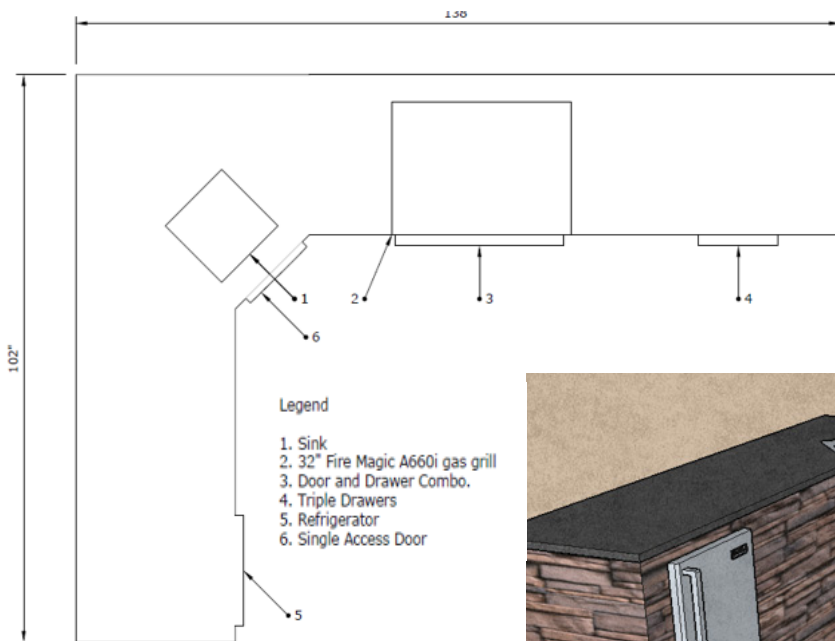 138
102"
1
2
3
4
6
Legend
1. Sink
2. 32" Fire Magic A660i gas grill
3. Door and Drawer Combo.
4. Triple Drawers
5. Refrigerator
6. Single Access Door
5